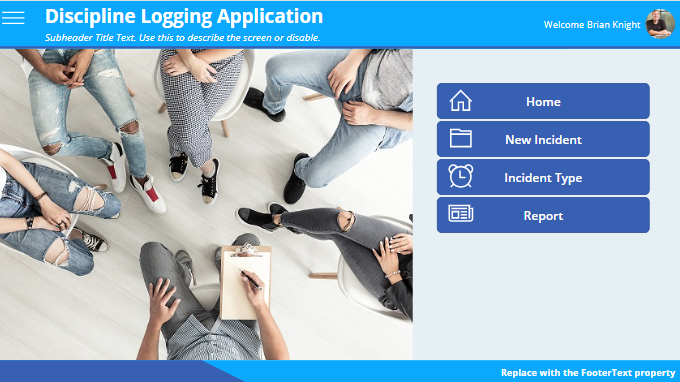 Discipline Logging Application
Subheader Title Text. Use this to describe the screen or disable.
Welcome Brian Knight
Home
New Incident
Incident Type
Report
Replace with the FooterText property